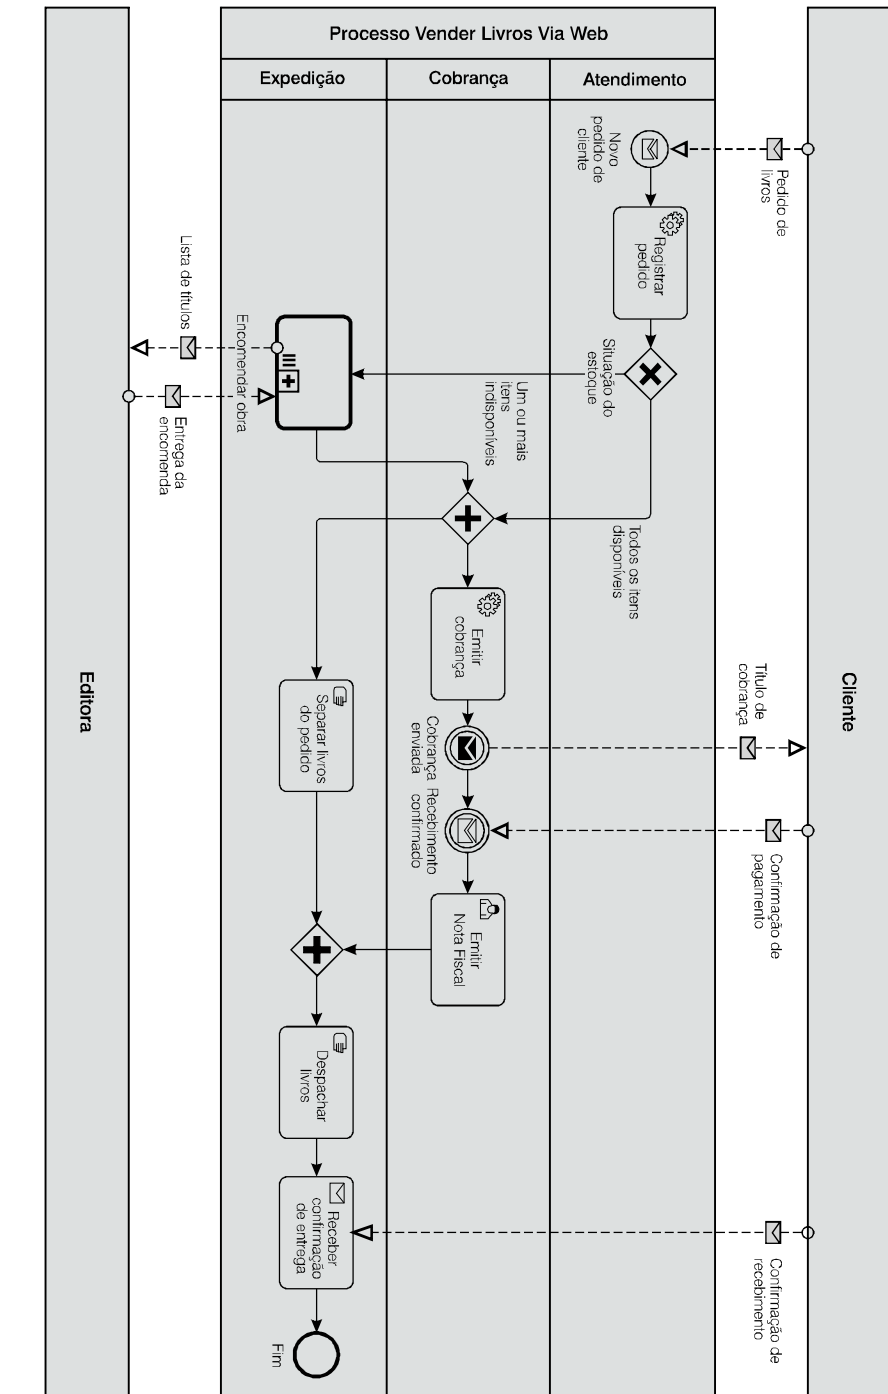 Processo Vender Livros Via Web
Expedição
Cobrança
Atendimento
Novo
pedido de
cliente
Pedido de
livros
Registrar
pedido
Situação do
estoque
Lista de títulos
Encomendar obra
Um ou mais
itens
indisponíveis
Entrega da
encomenda
Todos os itens
disponíveis
Emitir
cobrança
Editora
Cliente
Separar livros
do pedido
Cobrança
enviada
Título de
cobrança
Recebimento
confirmado
Confirmação de
pagamento
Emitir
Nota Fiscal
Despachar
livros
Receber
confirmação
de entrega
Confirmação de
recebimento
Fim